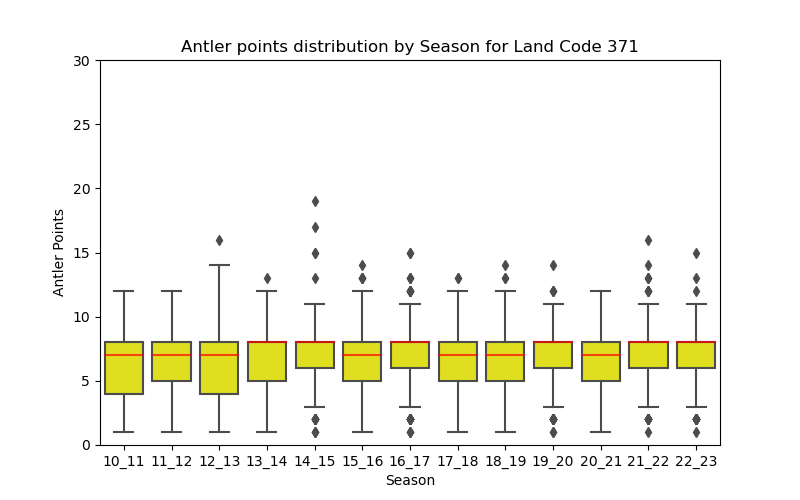 Antler points distribution by Season for Land Code 371
30
25
20
15
10
5
0
Antler Points
10_11 11_12 12_13 13_14 14_15 15_16 16_17 17_18 18_19 19_20 20_21 21_22 22_23
Season